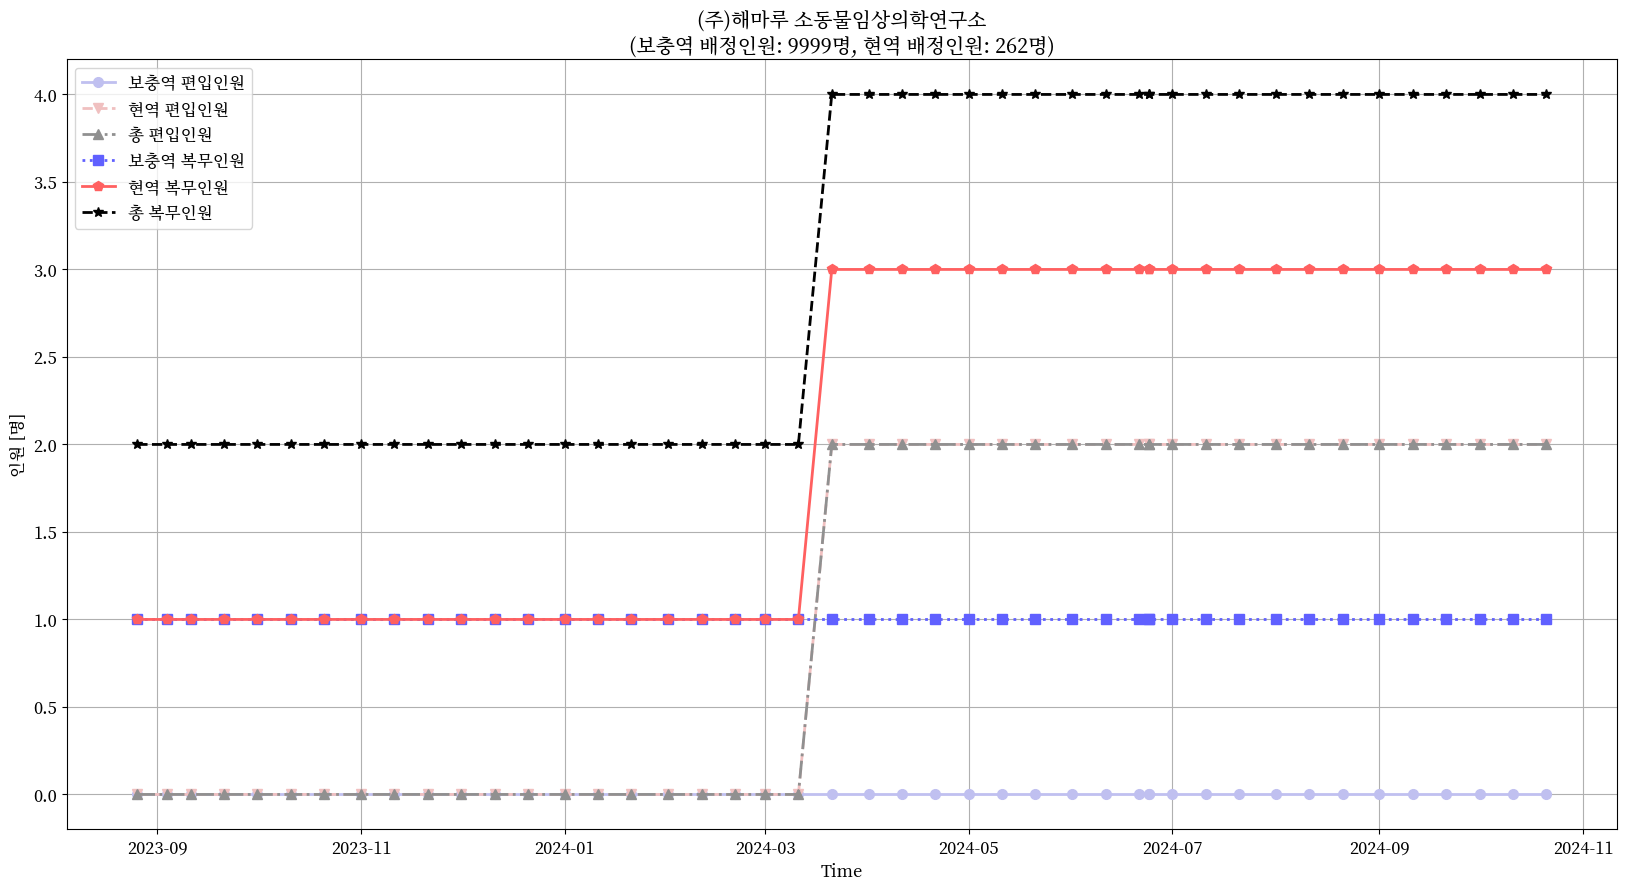 (주)해마루 소동물임상의학연구소
(보충역 배정인원: 9999명, 현역 배정인원: 262명)
보충역 편입인원
현역 편입인원
총 편입인원
보충역 복무인원
현역 복무인원
총 복무인원
4.0
3.5
3.0
2.5
2.0
1.5
1.0
0.5
0.0
인원 [명]
2023-09 2023-11 2024-01 2024-03 2024-05 2024-07 2024-09 2024-11
Time